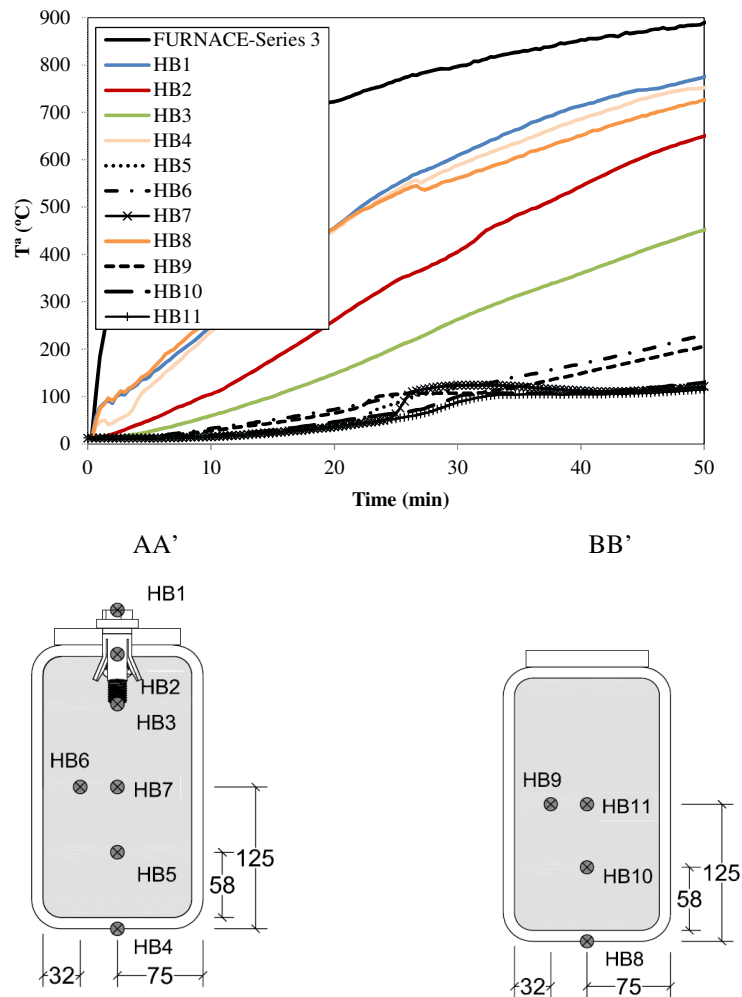 900
800
700
600
500
400
300
200
100
0
Tª (ºC)
FURNACE-Series 3
HB1
HB2
HB3
HB4
HB5
HB6
HB7
HB8
HB9
HB10
HB11
0 10 20 30 40 50
Time (min)
AA’
BB’
HB1
HB2
HB3
HB6
HB7
HB5
HB4
125
58
32
75
HB9
HB11
HB10
HB8
125
58
32
75